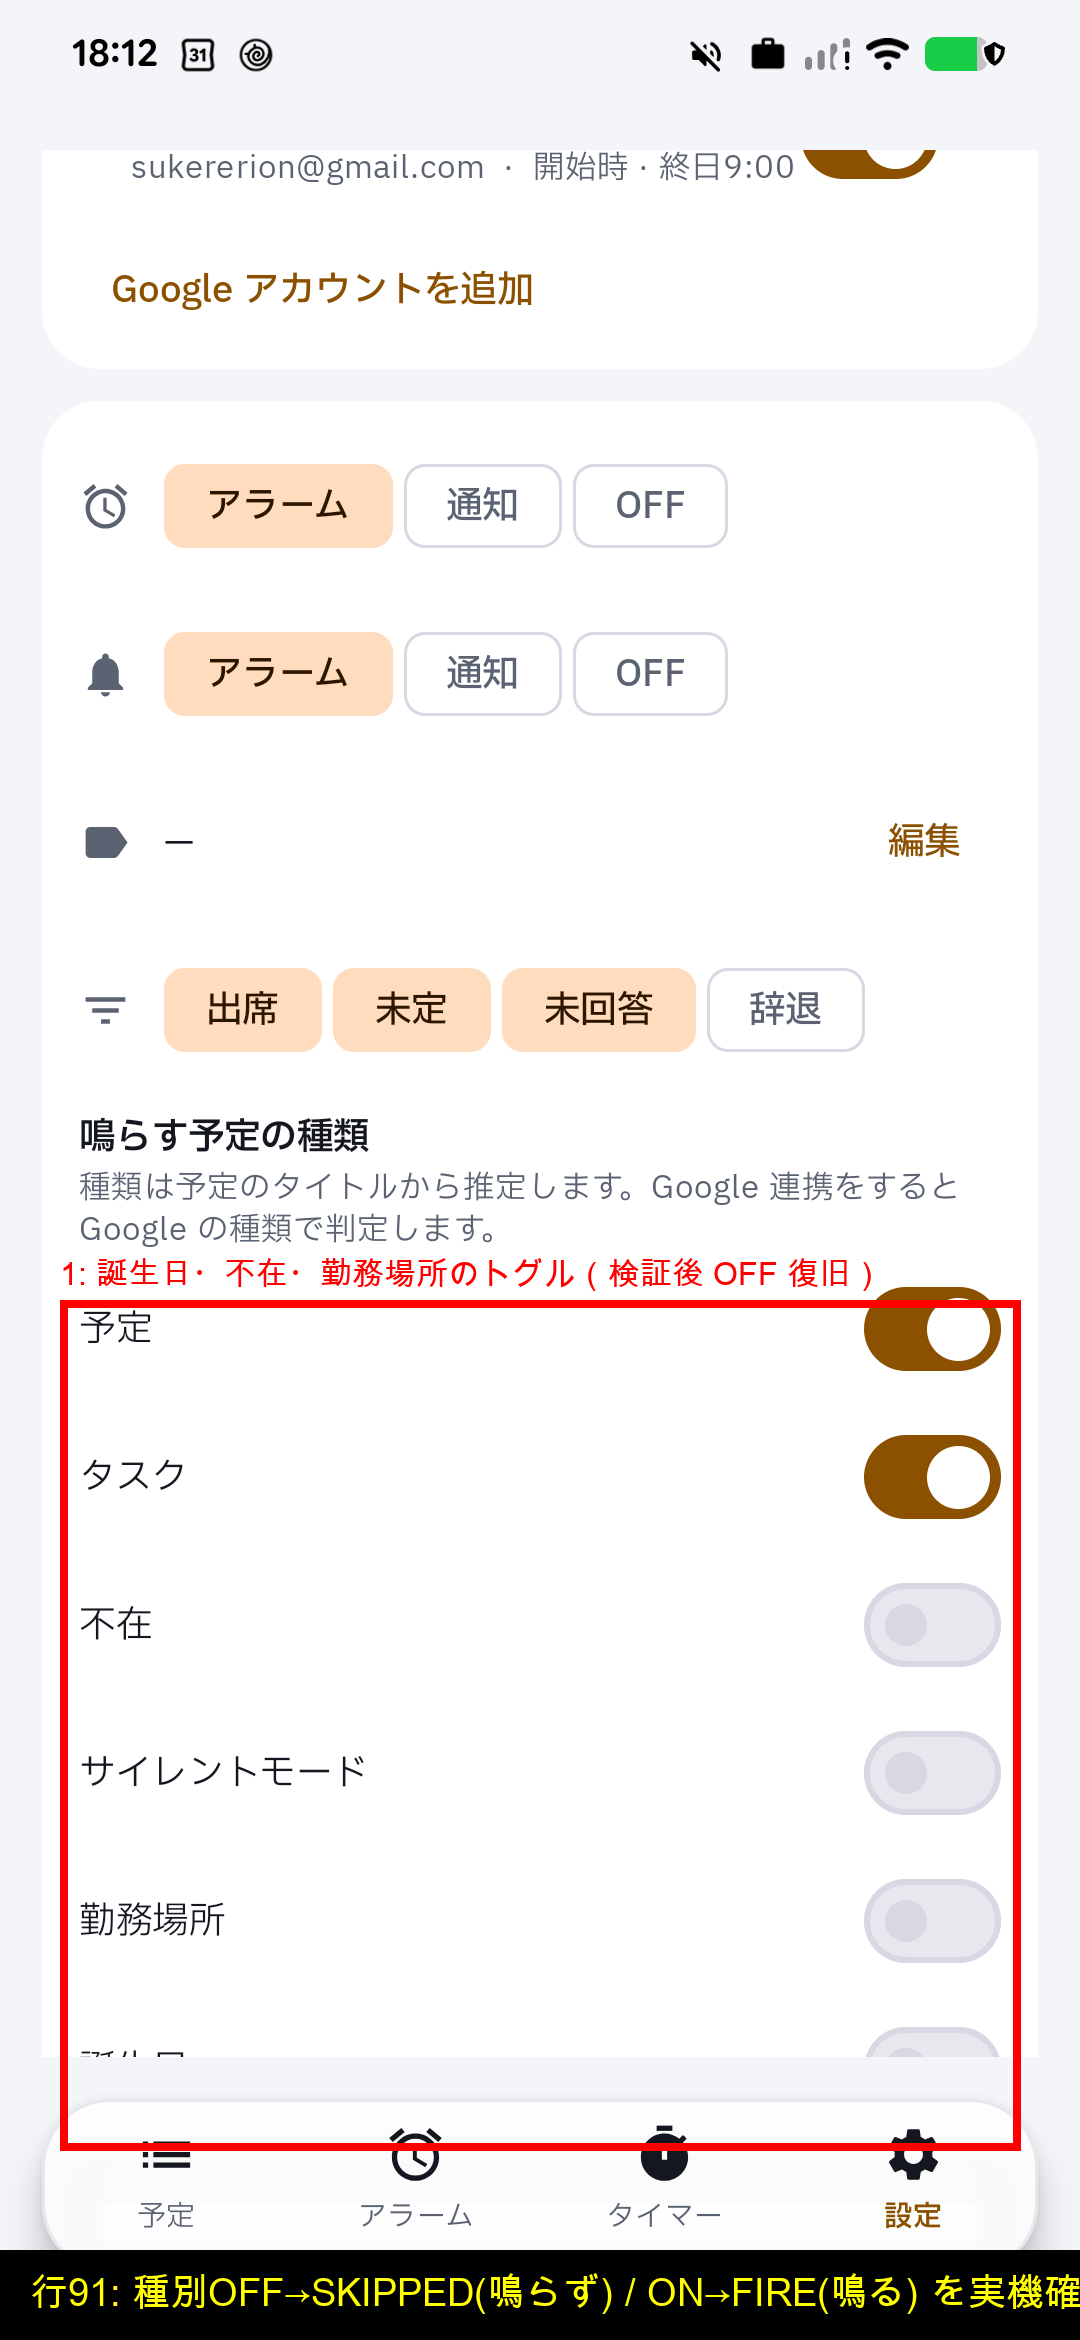 18:12 31
sukererion@gmail.com · 開始時 · 終日9:00
Google アカウントを追加
アラーム 通知 OFF
アラーム 通知 OFF
— 編集
出席 未定 未回答 辞退
鳴らす予定の種類
種類は予定のタイトルから推定します。Google 連携をすると
Google の種類で判定します。
1: 誕生日・不在・勤務場所のトグル ( 検証後 OFF 復旧 )
予定
タスク
不在
サイレントモード
勤務場所
予定 アラーム タイマー 設定
行91: 種別OFF→SKIPPED(鳴らず) / ON→FIRE(鳴る) を実機確